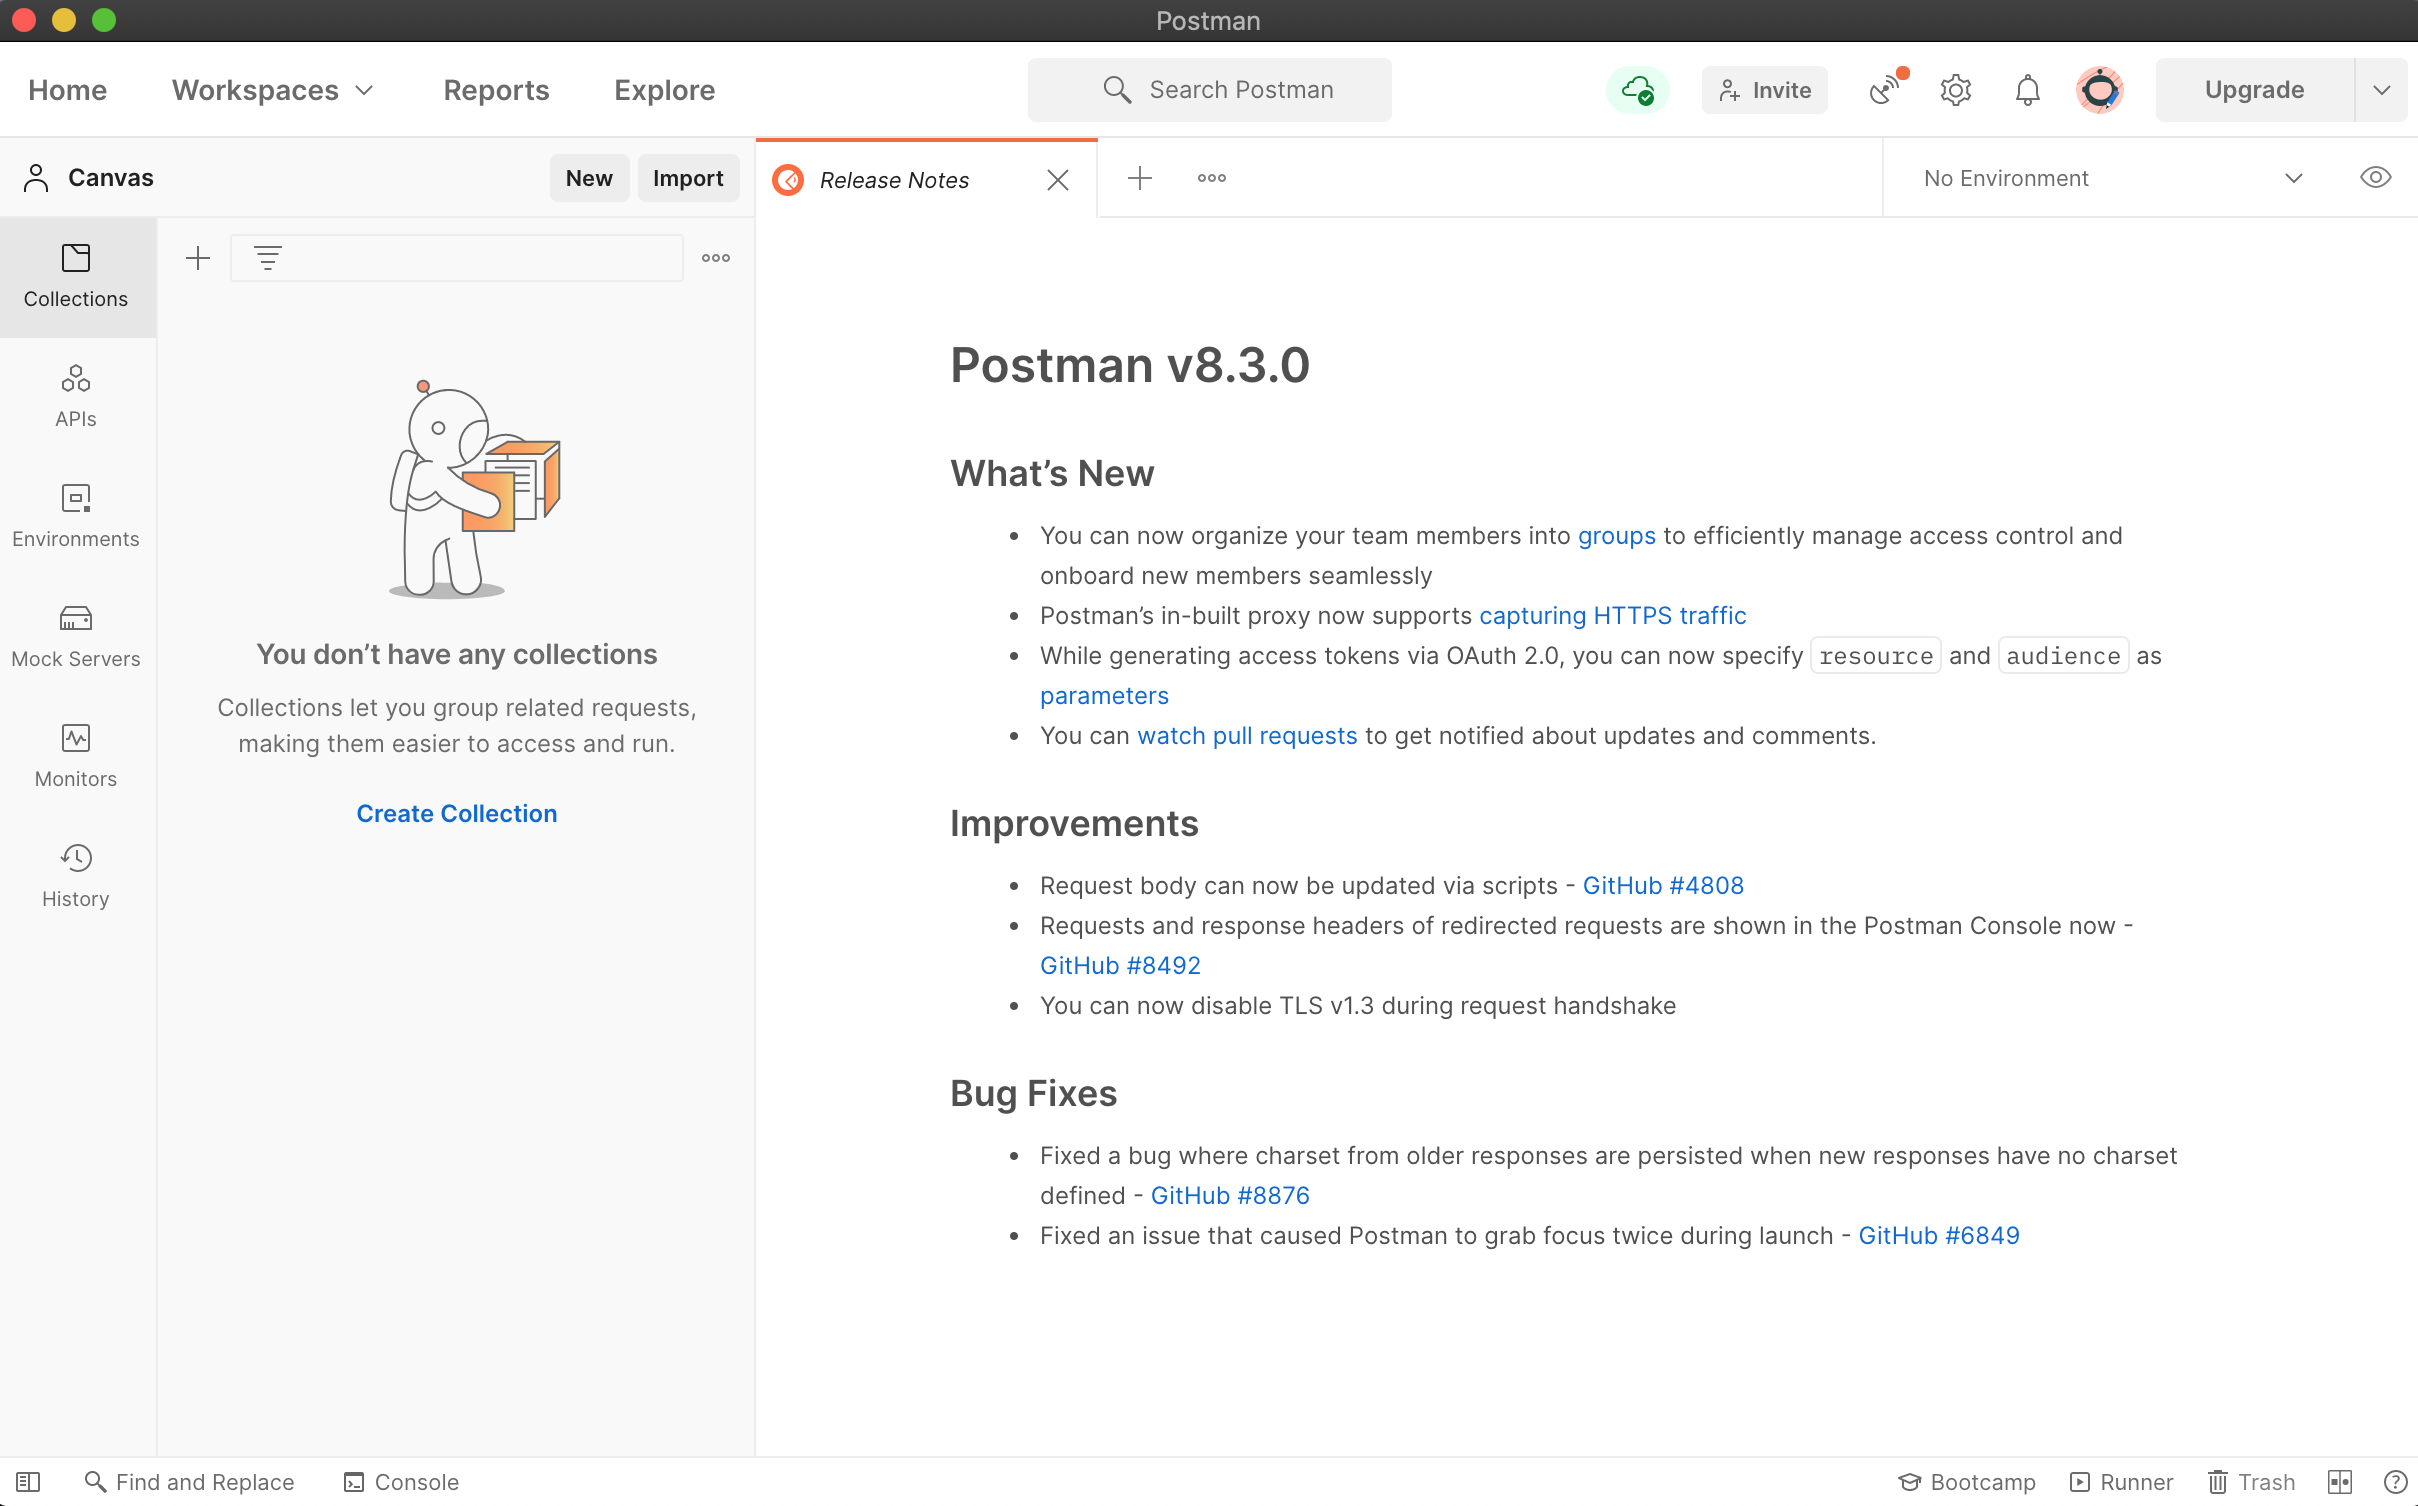 Postman
Home
Workspaces
Reports
Explore
Search Postman
Invite
Upgrade
Canvas
New
Import
Release Notes
No Environment
Collections
APIs
Environments
Mock Servers
Monitors
History
You don’t have any collections
Collections let you group related requests,
making them easier to access and run.
Create Collection
Postman v8.3.0
What’s New
You can now organize your team members into groups to efficiently manage access control and
onboard new members seamlessly
Postman’s in-built proxy now supports capturing HTTPS traffic
While generating access tokens via OAuth 2.0, you can now specify resource and audience as
parameters
You can watch pull requests to get notified about updates and comments.
Improvements
Request body can now be updated via scripts - GitHub #4808
Requests and response headers of redirected requests are shown in the Postman Console now -
GitHub #8492
You can now disable TLS v1.3 during request handshake
Bug Fixes
Fixed a bug where charset from older responses are persisted when new responses have no charset
defined - GitHub #8876
Fixed an issue that caused Postman to grab focus twice during launch - GitHub #6849
Find and Replace
Console
Bootcamp
Runner
Trash